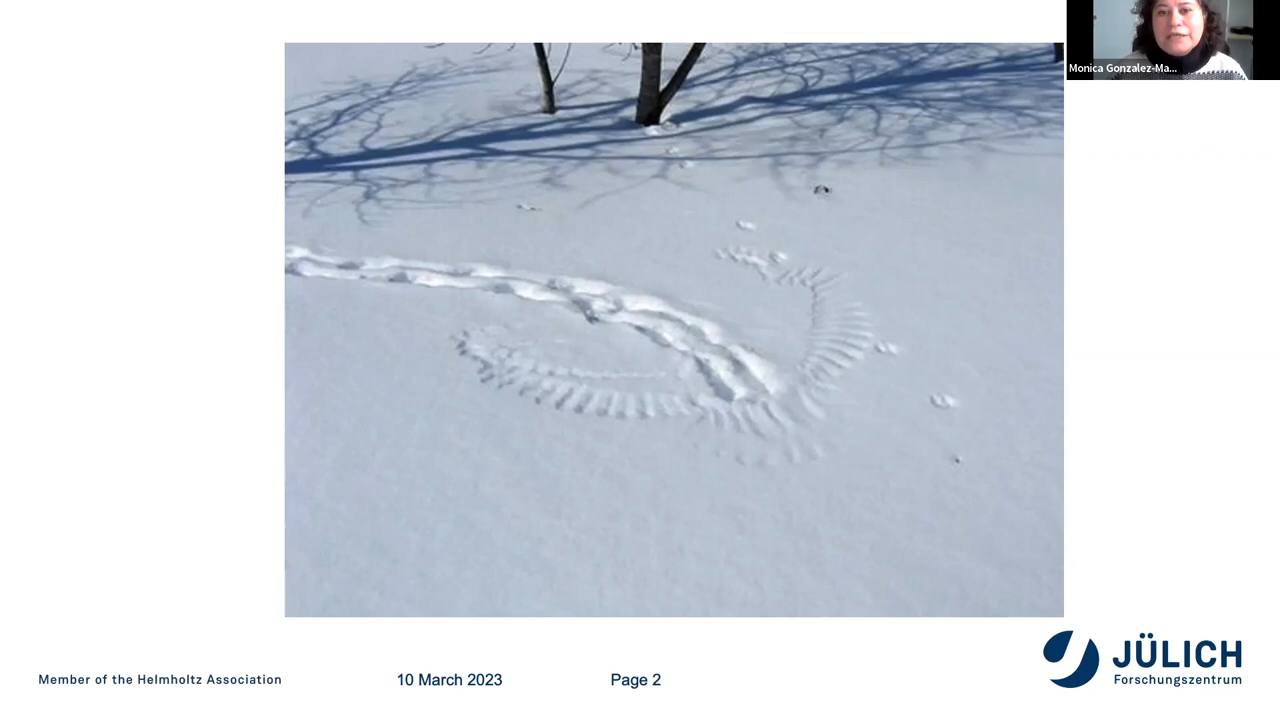 Monica Gonzalez-Ma...
Member of the Helmholtz Association
10 March 2023
Page 2
JÜLICH
Forschungszentrum